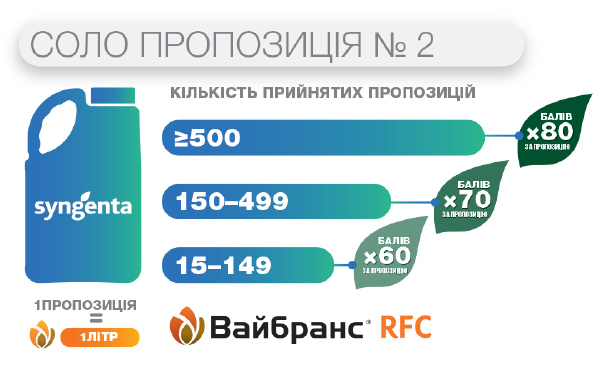 СОЛО ПРОПОЗИЦІЯ № 2
КІЛЬКІСТЬ ПРИЙНЯТИХ ПРОПОЗИЦІЙ
≥500
БАЛІВ
×80
ЗА ПРОПОЗИЦІЮ
syngenta
150–499
БАЛІВ
×70
ЗА ПРОПОЗИЦІЮ
15–149
БАЛІВ
×60
ЗА ПРОПОЗИЦІЮ
1ПРОПОЗИЦІЯ
=
1ЛІТР
Вайбранс® RFC